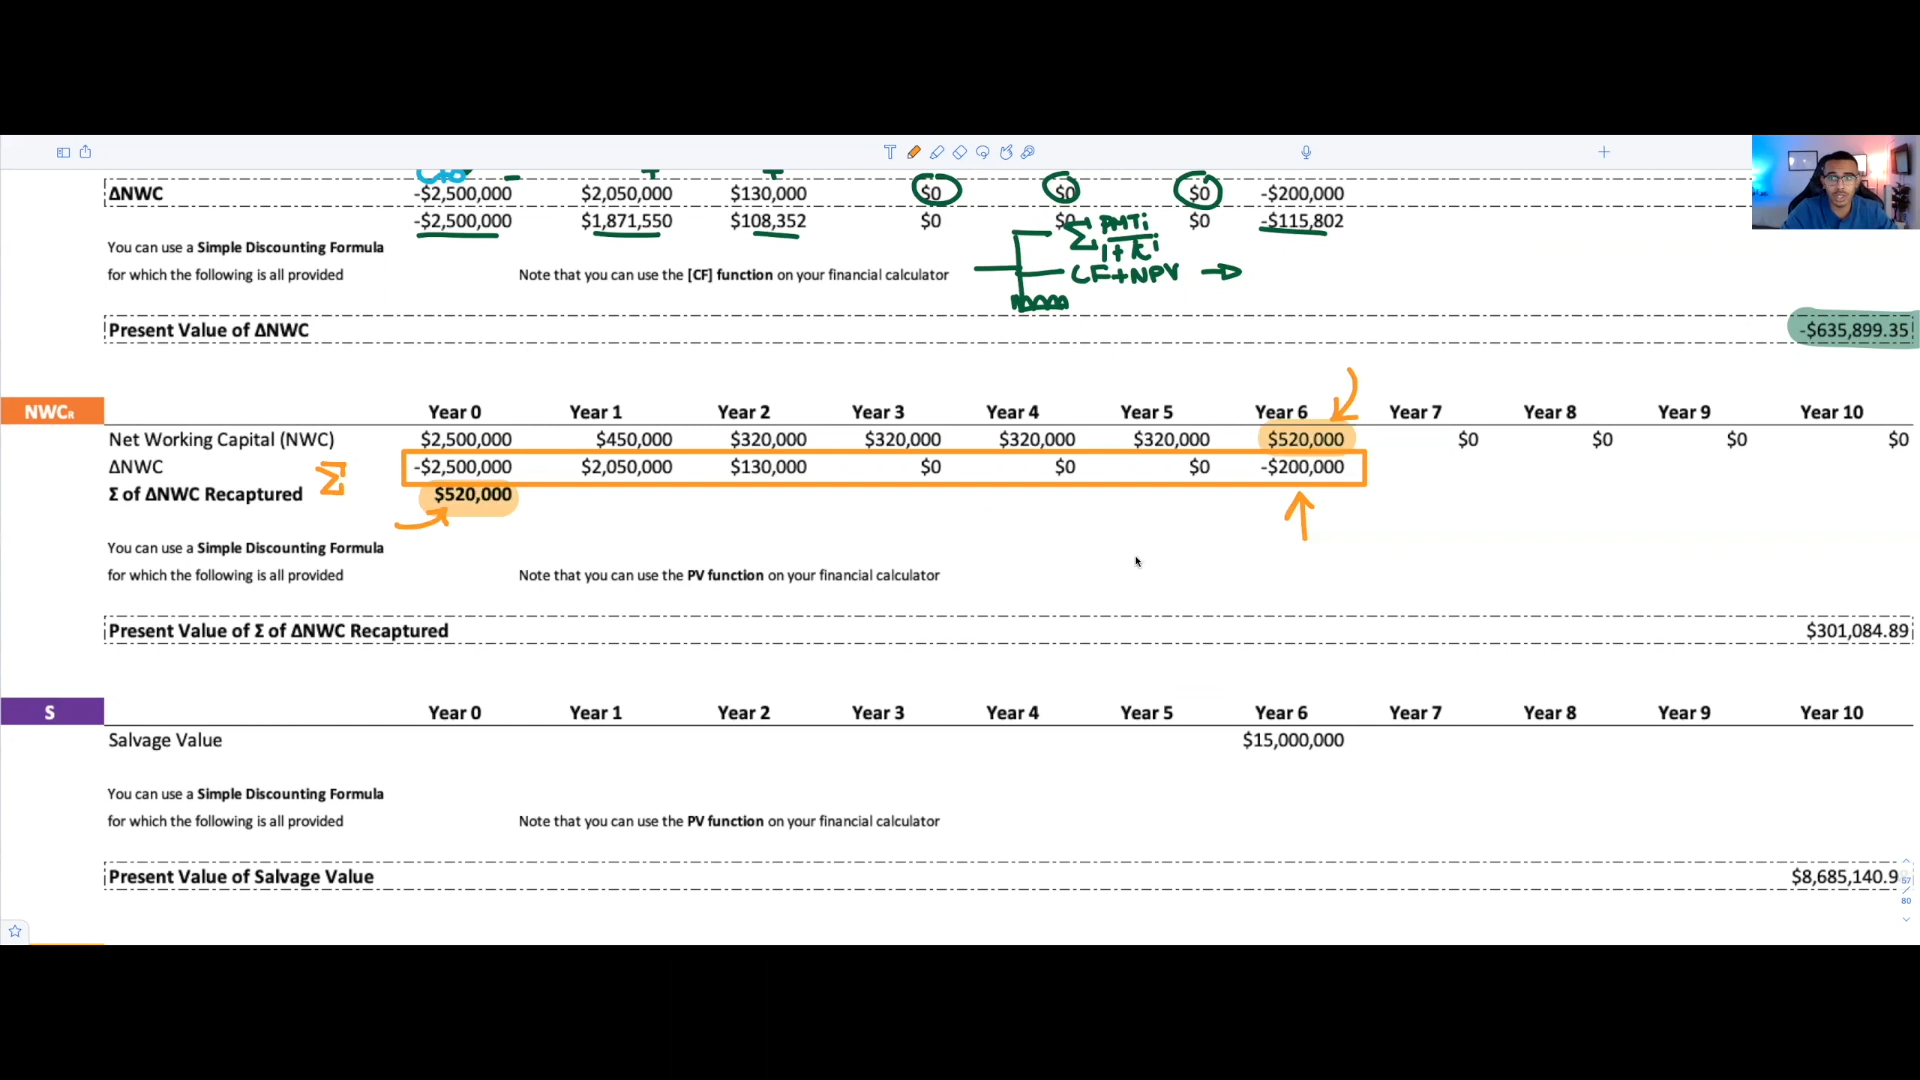 ΔNWC -$2,500,000 $2,050,000 $130,000 $0 $0 $0 -$200,000
-$2,500,000 $1,871,550 $108,352 $0 $0 $0 -$115,802
Σ PMTi
1+ki
You can use a Simple Discounting Formula
for which the following is all provided Note that you can use the [CF] function on your financial calculator CF+NPV →
Present Value of ΔNWC -$635,899.35
NWCR Year 0 Year 1 Year 2 Year 3 Year 4 Year 5 Year 6 Year 7 Year 8 Year 9 Year 10
Net Working Capital (NWC) $2,500,000 $450,000 $320,000 $320,000 $320,000 $320,000 $520,000 $0 $0 $0 $0
ΔNWC -$2,500,000 $2,050,000 $130,000 $0 $0 $0 -$200,000
Σ of ΔNWC Recaptured Σ $520,000
You can use a Simple Discounting Formula
for which the following is all provided Note that you can use the PV function on your financial calculator
Present Value of Σ of ΔNWC Recaptured $301,084.89
S Year 0 Year 1 Year 2 Year 3 Year 4 Year 5 Year 6 Year 7 Year 8 Year 9 Year 10
Salvage Value $15,000,000
You can use a Simple Discounting Formula
for which the following is all provided Note that you can use the PV function on your financial calculator
Present Value of Salvage Value $8,685,140.9
57
/
80